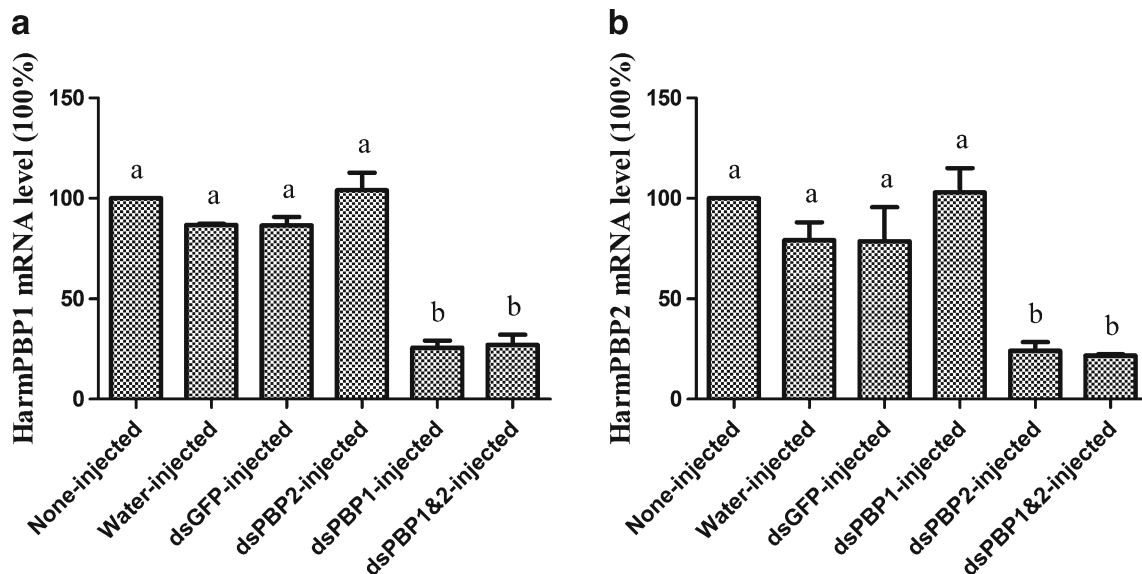 a
HarmPBP1 mRNA level (100%)
150
100
50
0
a
a
a
a
b
b
None-injected
Water-injected
dsGFP-injected
dsPBP2-injected
dsPBP1-injected
dsPBP1&2-injected
b
HarmPBP2 mRNA level (100%)
150
100
50
0
a
a
a
a
b
b
None-injected
Water-injected
dsGFP-injected
dsPBP1-injected
dsPBP2-injected
dsPBP1&2-injected